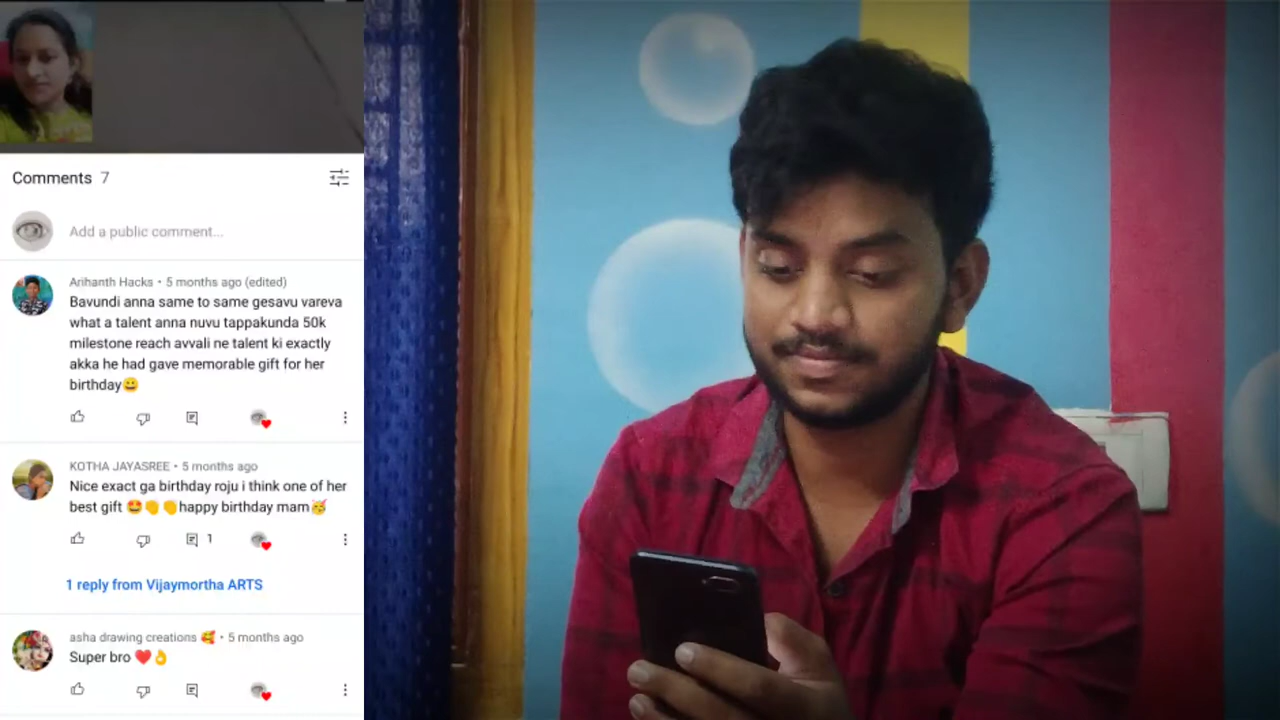 Comments 7
Add a public comment...
Arihanth Hacks • 5 months ago (edited)
Bavundi anna same to same gesavu vareva
what a talent anna nuvu tappakunda 50k
milestone reach avvali ne talent ki exactly
akka he had gave memorable gift for her
birthday😀
KOTHA JAYASREE • 5 months ago
Nice exact ga birthday roju i think one of her
best gift 🤩👏👏happy birthday mam🥳
1
1 reply from Vijaymortha ARTS
asha drawing creations 🥰 • 5 months ago
Super bro ❤️👌